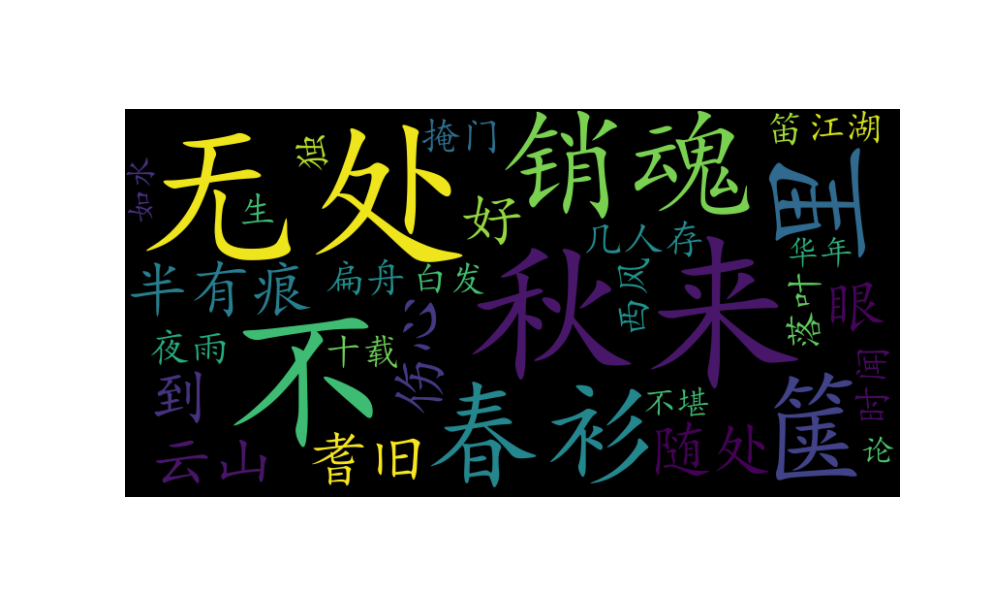 无处
独
掩门
销魂
笛
江湖
如水
生
好
再
几人存
华年
半有痕
扁舟
白发
秋来
西风
落叶
眼
夜雨
不
十载
伤心
到
春衫
不堪
箧
时闻
云山
耆旧
随处
论